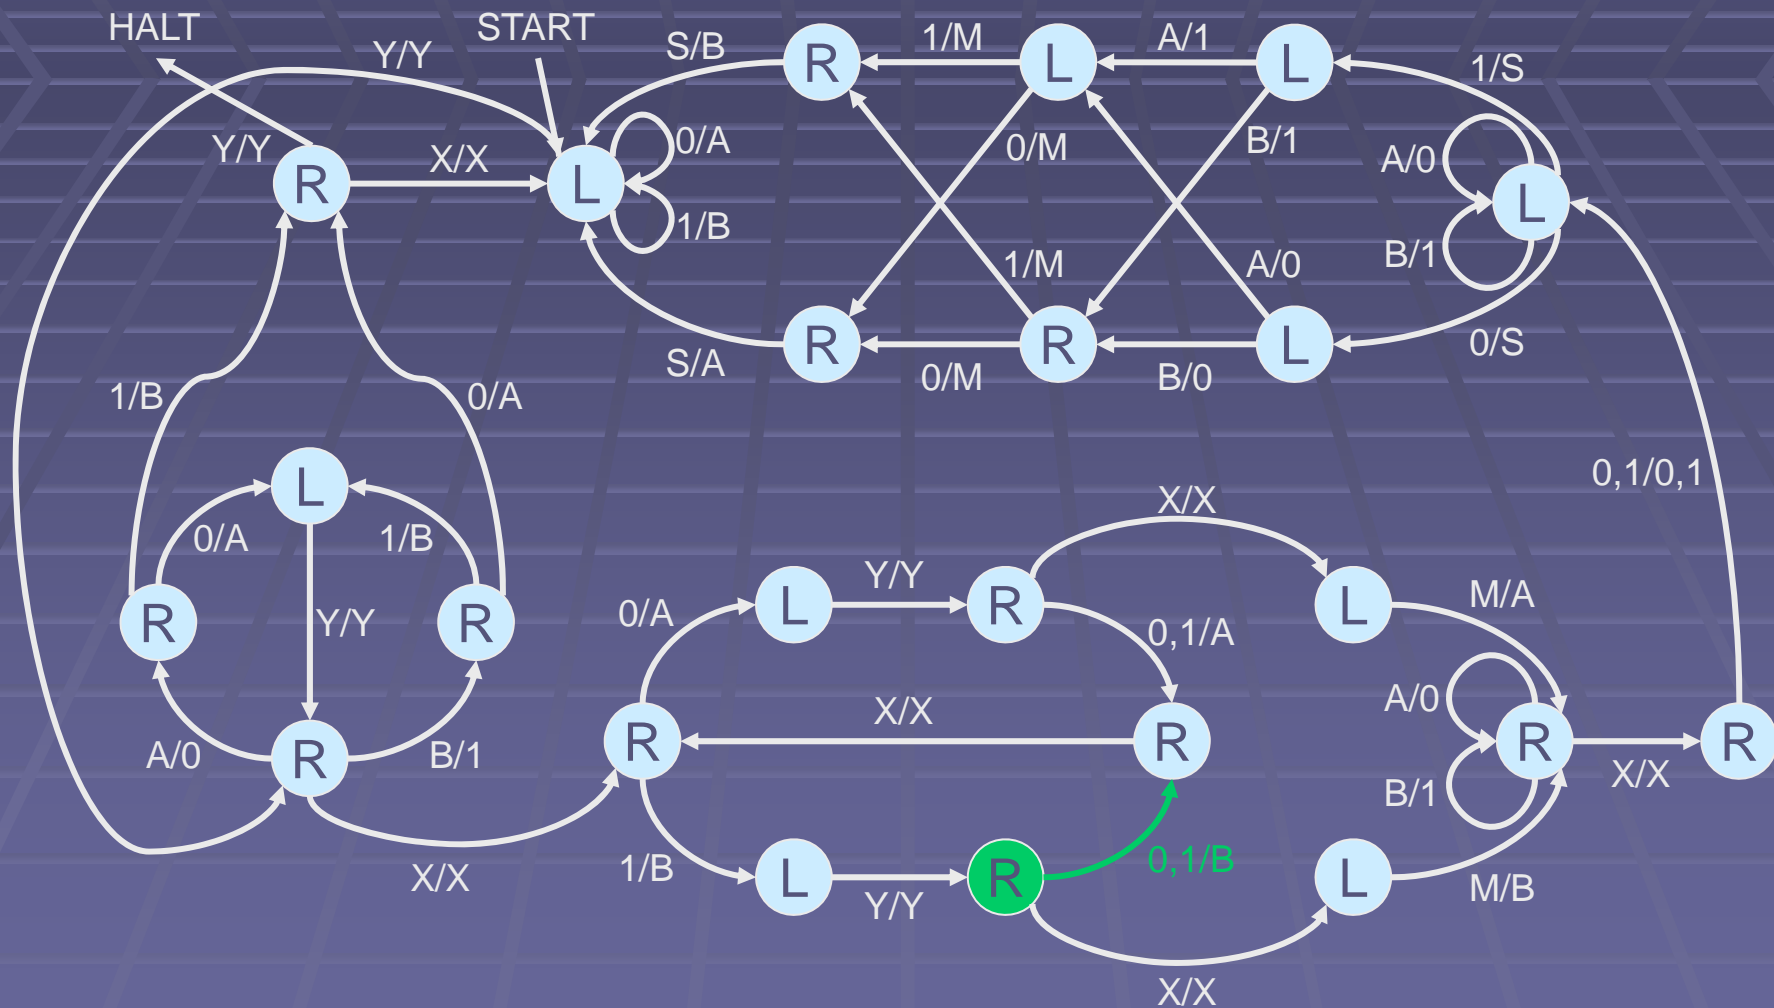 HALT
START
Y/Y
S/B
1/M
A/1
1/S
R
L
L
Y/Y
X/X
0/A
0/M
B/1
A/0
R
L
L
1/B
1/M
A/0
B/1
S/A
R
0/M
R
B/0
L
0/S
1/B
0/A
0,1/0,1
L
X/X
0/A
1/B
Y/Y
R
Y/Y
R
0/A
L
R
0,1/A
L
M/A
A/0
R
B/1
R
X/X
R
A/0
R
B/1
X/X
R
X/X
1/B
L
Y/Y
R
0,1/B
L
M/B
X/X